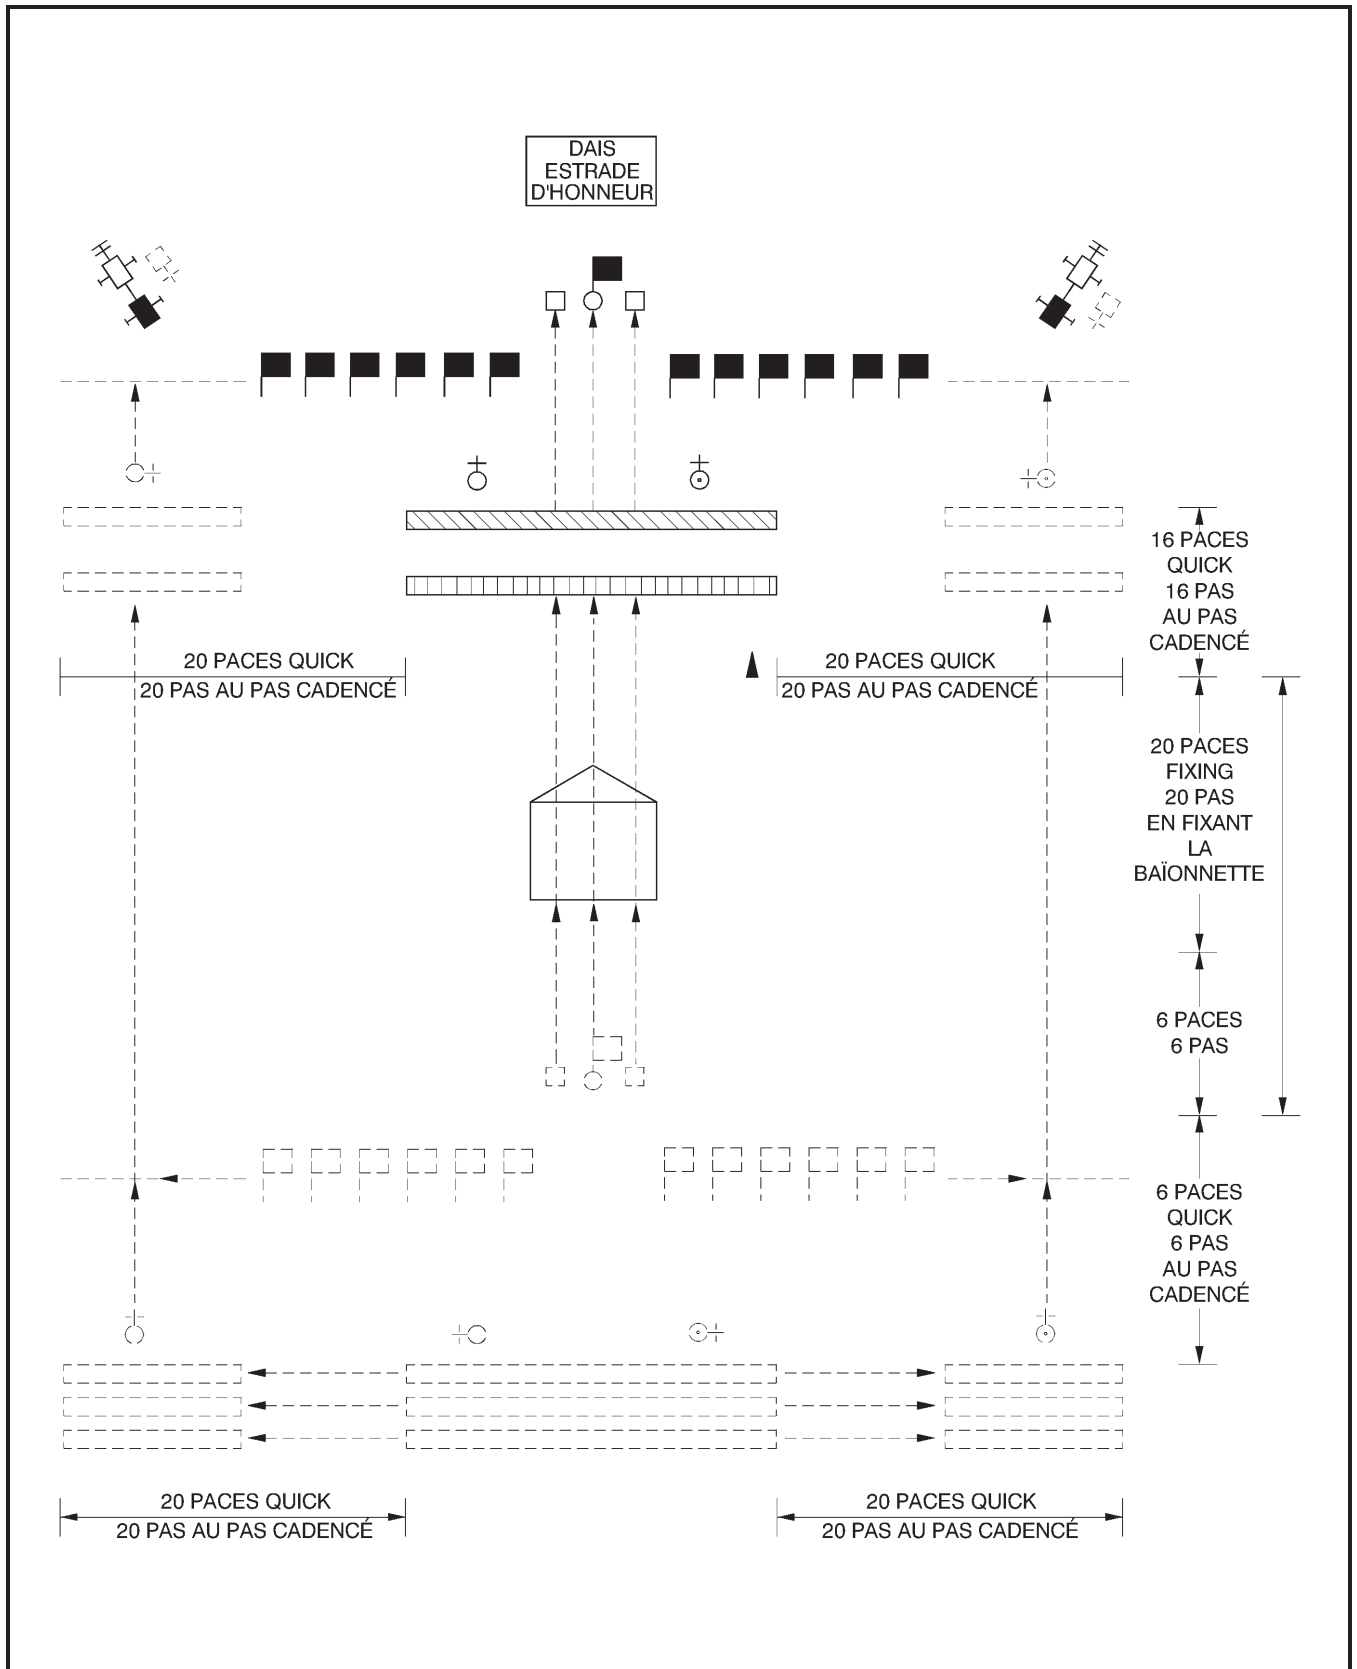 DAIS
ESTRADE
D'HONNEUR
16 PACES
QUICK
16 PAS
AU PAS
CADENCÉ
20 PACES QUICK
20 PAS AU PAS CADENCÉ
20 PACES QUICK
20 PAS AU PAS CADENCÉ
20 PACES
FIXING
20 PAS
EN FIXANT
LA
BAÏONNETTE
6 PACES
6 PAS
6 PACES
QUICK
6 PAS
AU PAS
CADENCÉ
20 PACES QUICK
20 PAS AU PAS CADENCÉ
20 PACES QUICK
20 PAS AU PAS CADENCÉ